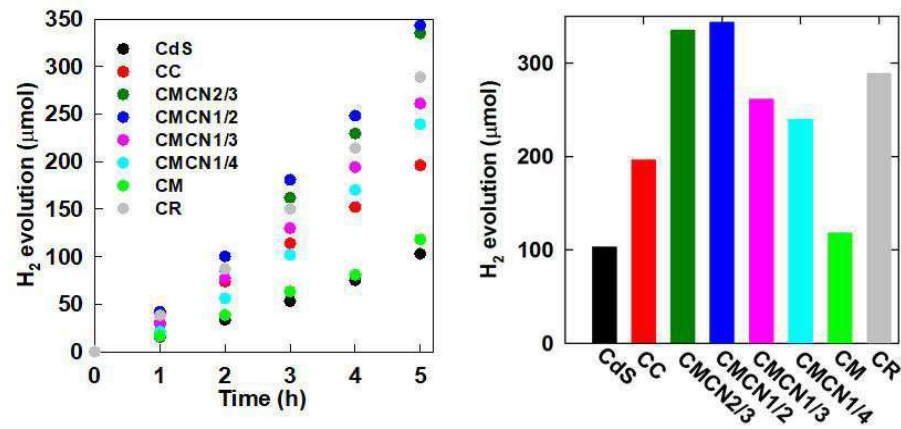 350
300
250
200
150
100
50
0
H₂ evolution (μmol)
CdS
CC
CMCN2/3
CMCN1/2
CMCN1/3
CMCN1/4
CM
CR
0 1 2 3 4 5
Time (h)
300
200
100
0
H₂ evolution (μmol)
CdS
CC
CMCN2/3
CMCN1/2
CMCN1/3
CMCN1/4
CM
CR